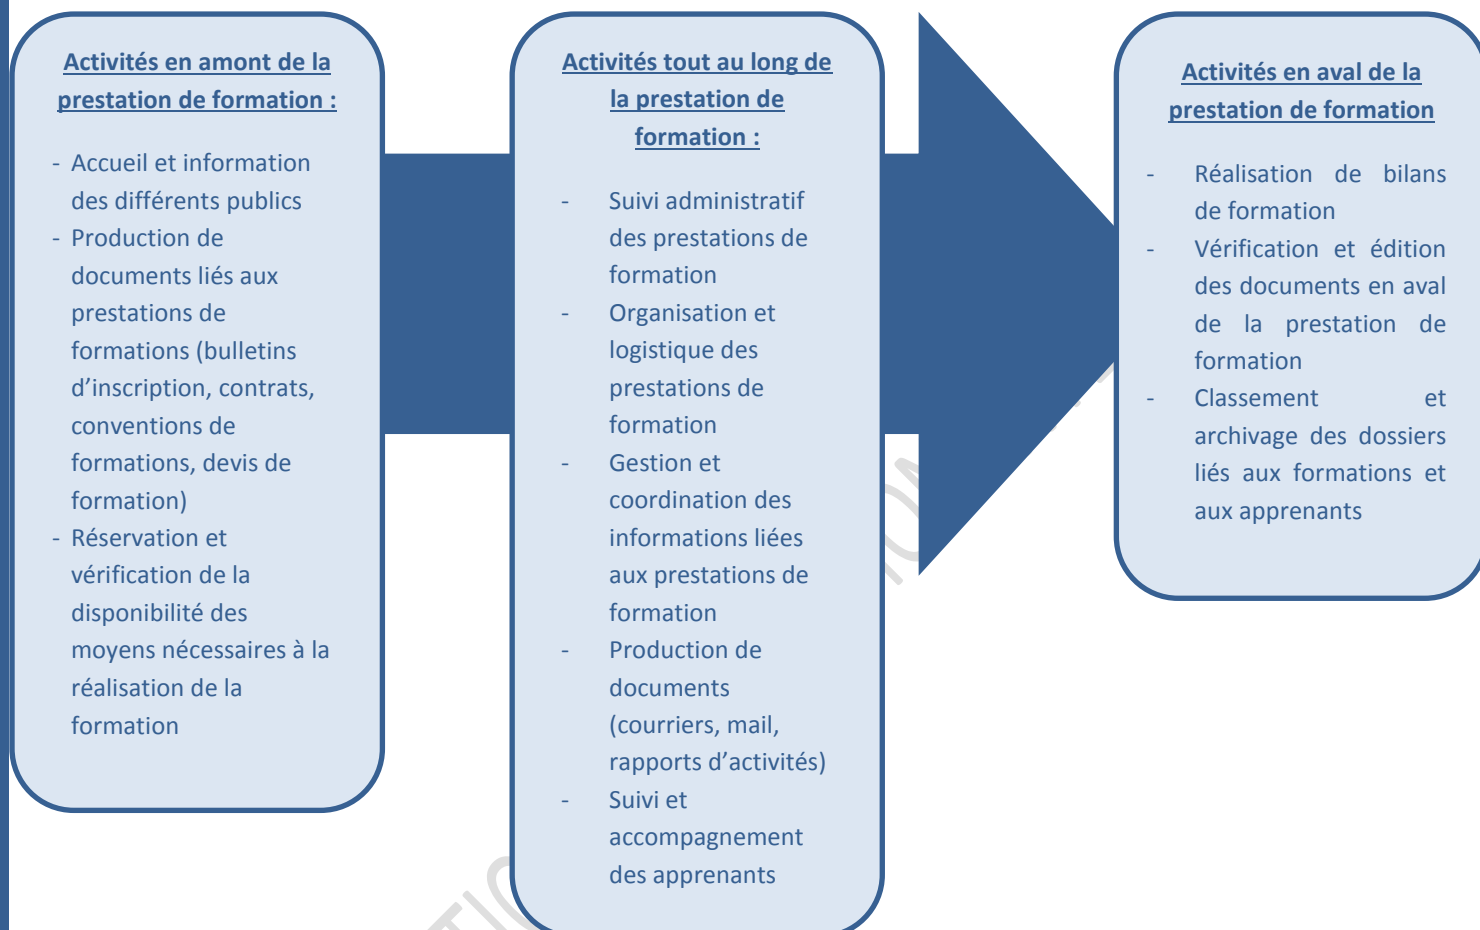 Activités en amont de la
prestation de formation :
- Accueil et information
des différents publics
- Production de
documents liés aux
prestations de
formations (bulletins
d’inscription, contrats,
conventions de
formations, devis de
formation)
- Réservation et
vérification de la
disponibilité des
moyens nécessaires à la
réalisation de la
formation
Activités tout au long de
la prestation de
formation :
- Suivi administratif
des prestations de
formation
- Organisation et
logistique des
prestations de
formation
- Gestion et
coordination des
informations liées
aux prestations de
formation
- Production de
documents
(courriers, mail,
rapports d’activités)
- Suivi et
accompagnement
des apprenants
Activités en aval de la
prestation de formation
- Réalisation de bilans
de formation
- Vérification et édition
des documents en aval
de la prestation de
formation
- Classement et
archivage des dossiers
liés aux formations et
aux apprenants